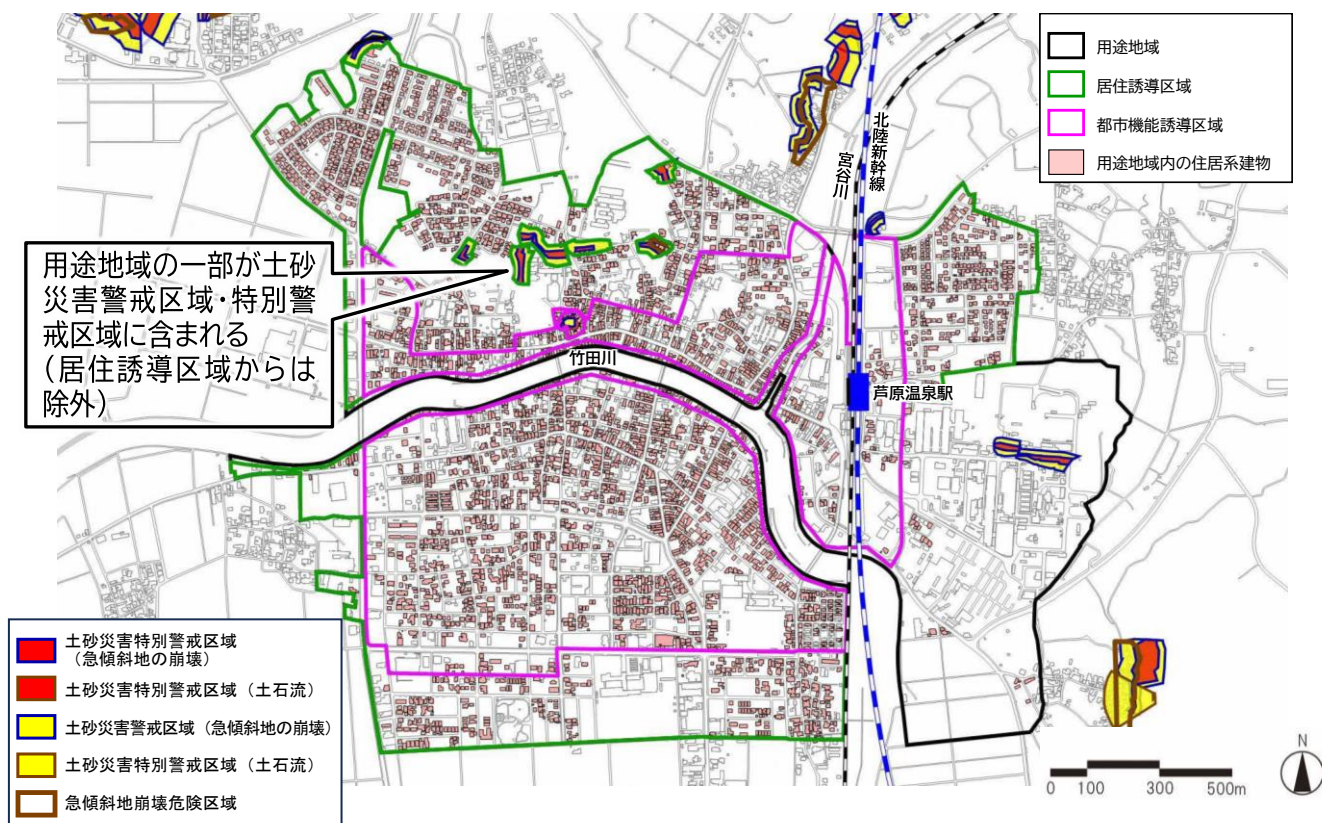 用途地域
居住誘導区域
都市機能誘導区域
用途地域内の住居系建物
北陸新幹線
宮谷川
用途地域の一部が土砂
災害警戒区域・特別警
戒区域に含まれる
（居住誘導区域からは
除外）
竹田川
芦原温泉駅
土砂災害特別警戒区域
（急傾斜地の崩壊）
土砂災害特別警戒区域（土石流）
土砂災害警戒区域（急傾斜地の崩壊）
土砂災害特別警戒区域（土石流）
急傾斜地崩壊危険区域
N
0 100 300 500m